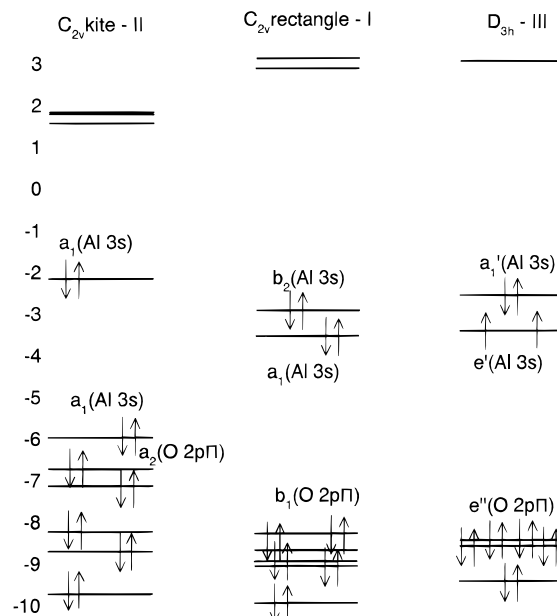 C2v kite - II
C2v rectangle - I
D3h - III
3
2
1
0
-1
-2
-3
-4
-5
-6
-7
-8
-9
-10
a1(Al 3s)
a1(Al 3s)
a2(O 2pΠ)
b2(Al 3s)
a1(Al 3s)
b1(O 2pΠ)
a1'(Al 3s)
e'(Al 3s)
e"(O 2pΠ)